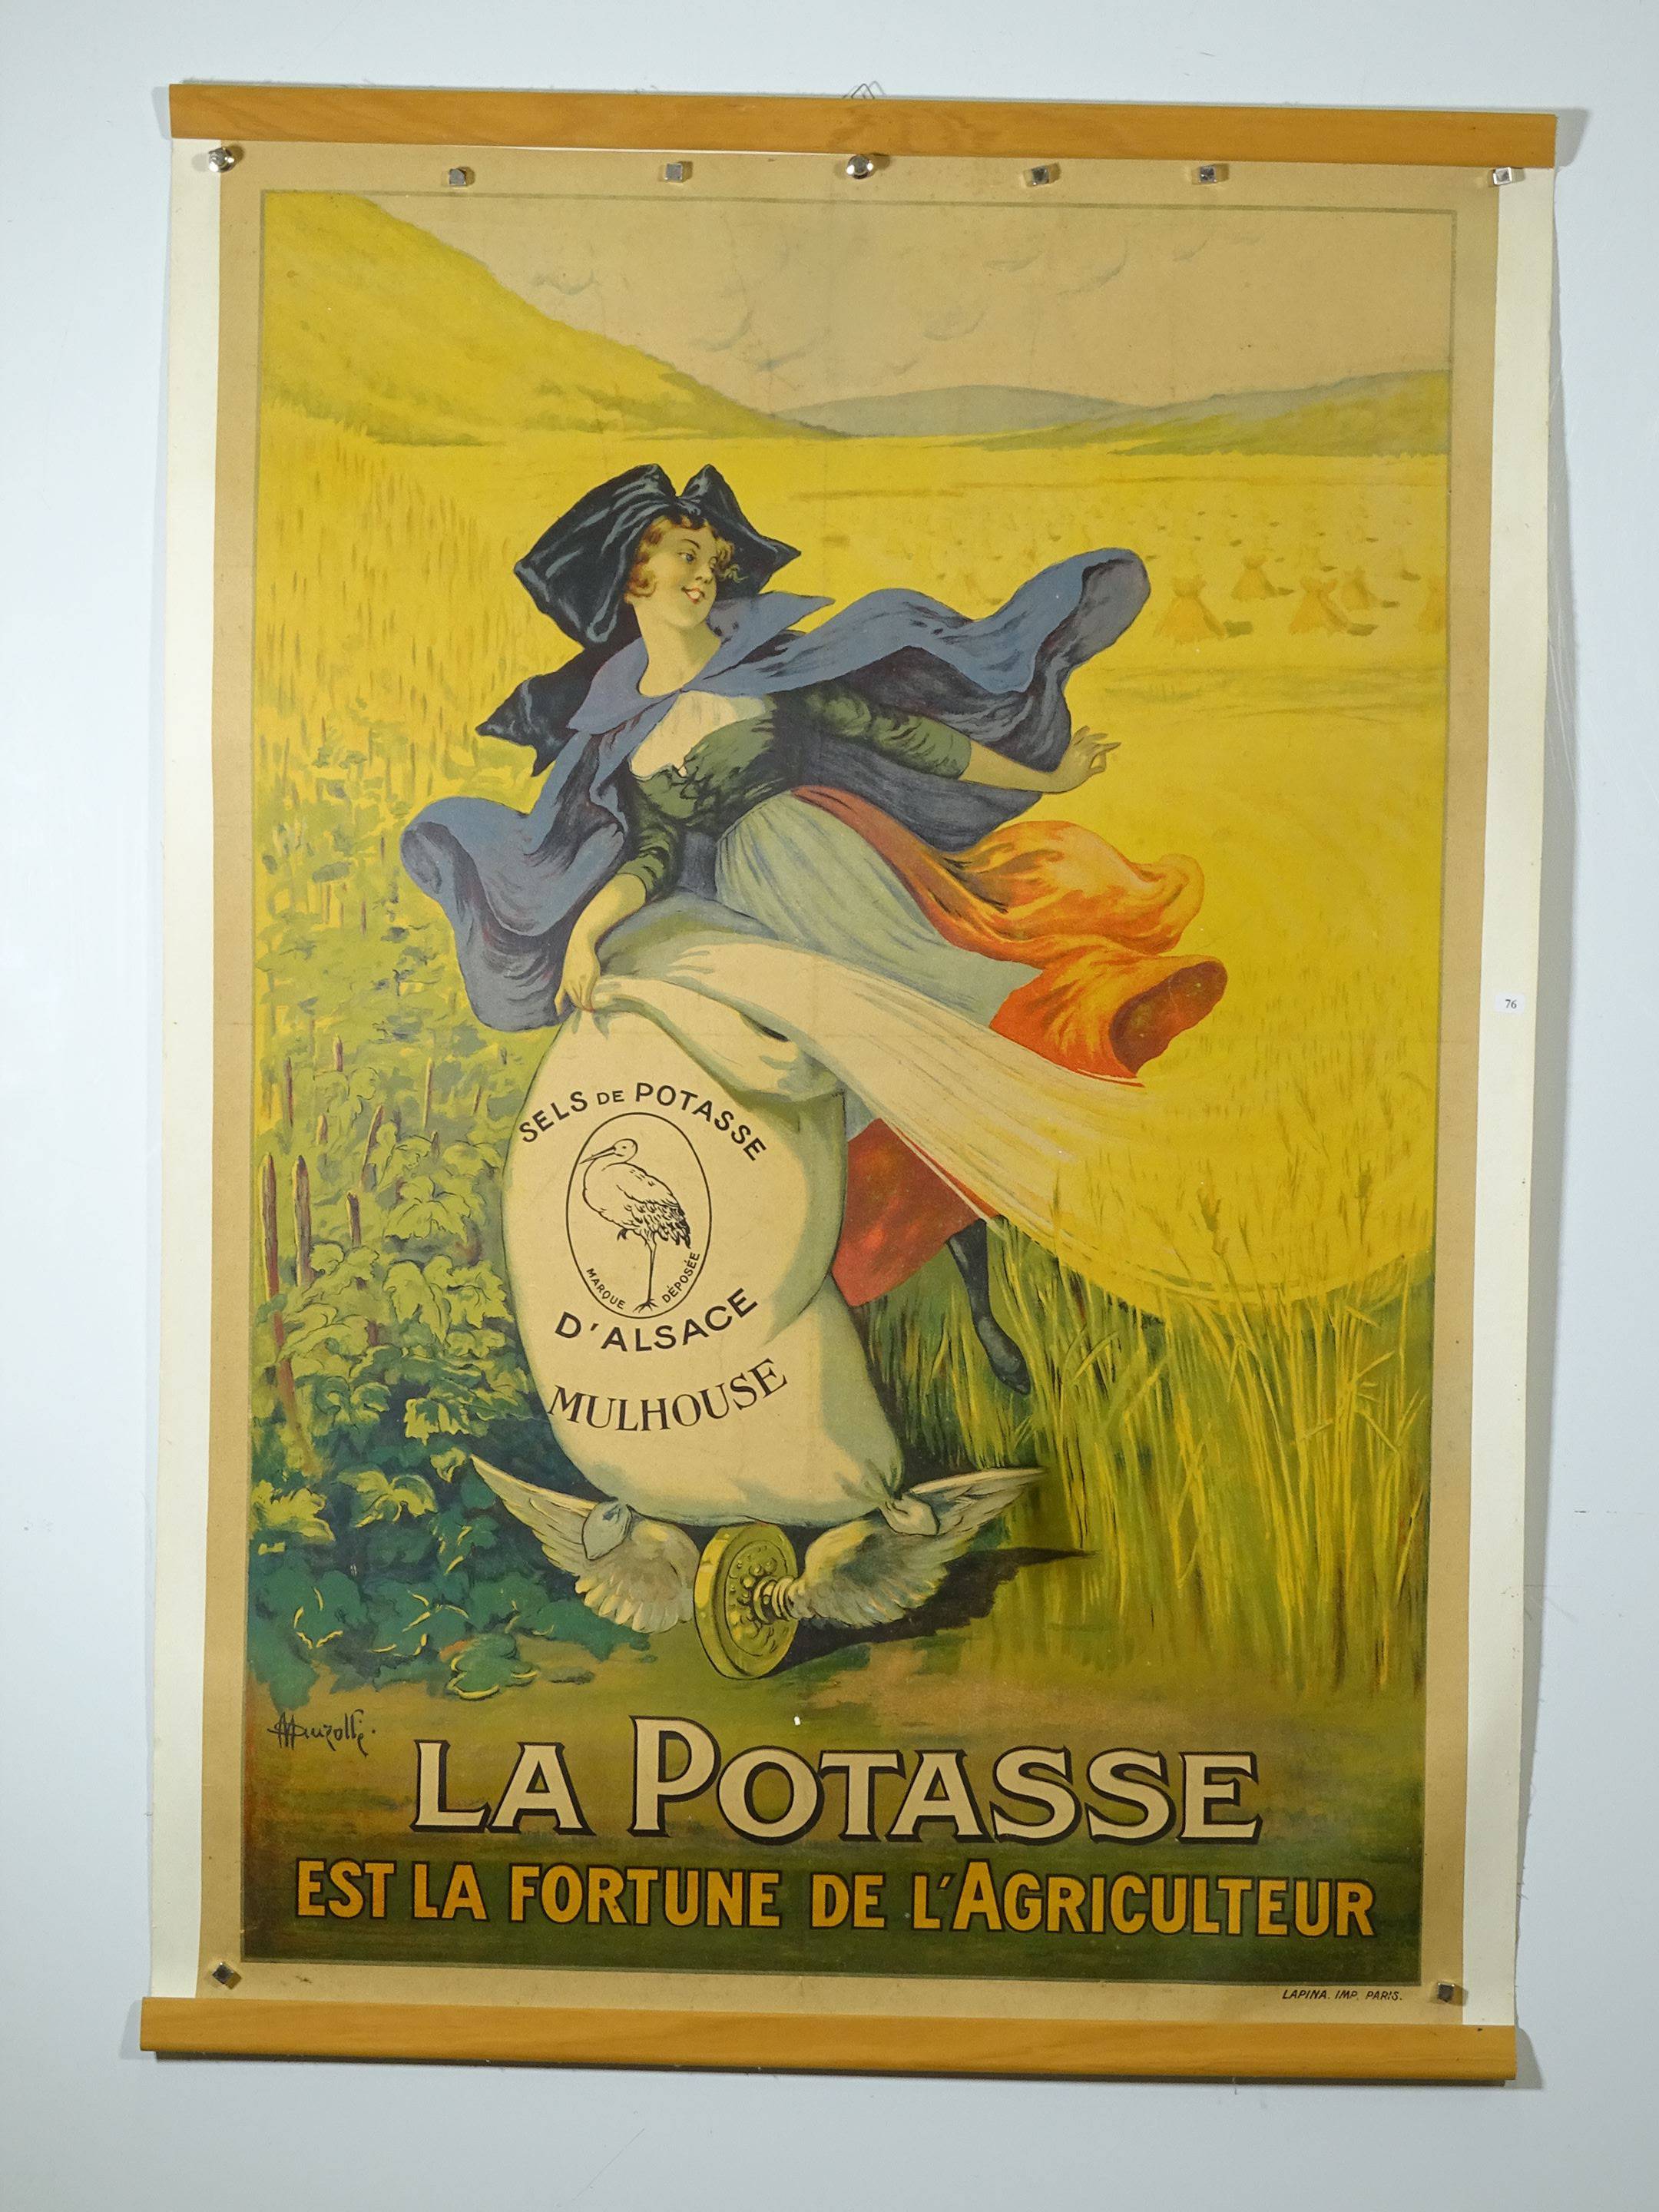 76
SELS DE POTASSE
MARQUE DÉPOSÉE
D'ALSACE
MULHOUSE
LA POTASSE
EST LA FORTUNE DE L'AGRICULTEUR
LAPINA. IMP. PARIS.